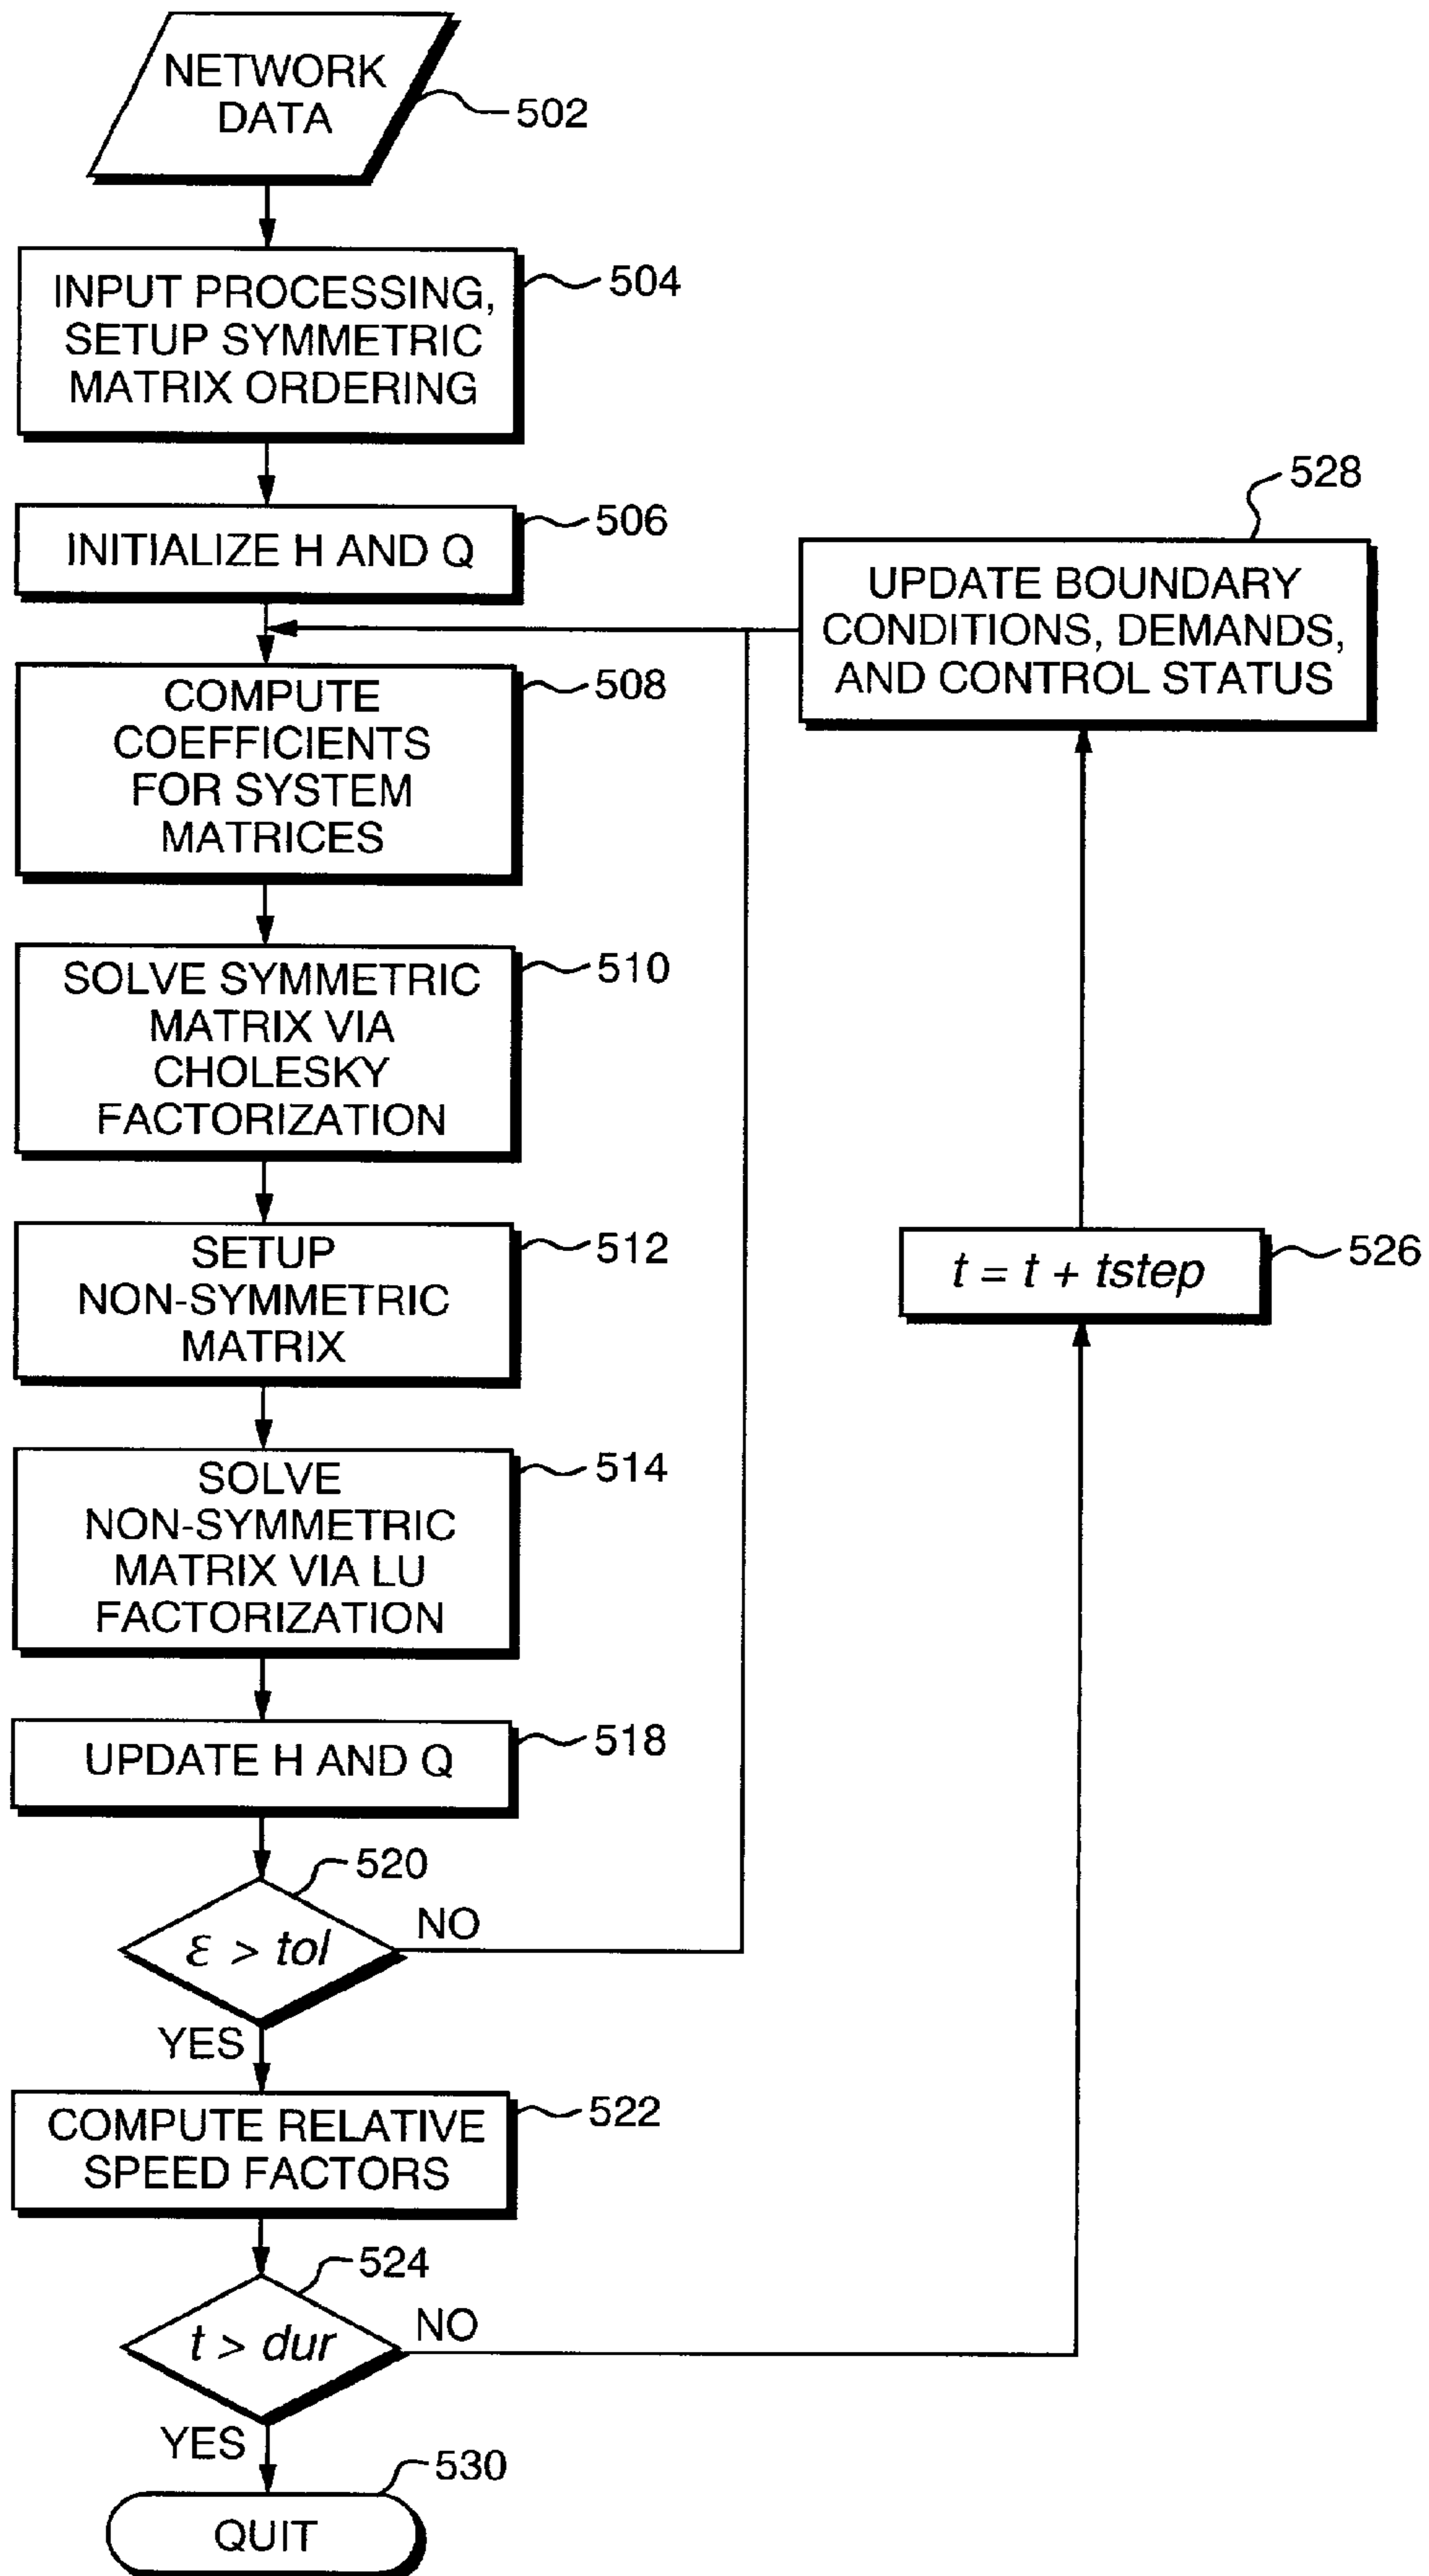 NETWORK
DATA
502
INPUT PROCESSING,
SETUP SYMMETRIC
MATRIX ORDERING
504
INITIALIZE H AND Q
506
528
UPDATE BOUNDARY
CONDITIONS, DEMANDS,
AND CONTROL STATUS
COMPUTE
COEFFICIENTS
FOR SYSTEM
MATRICES
508
SOLVE SYMMETRIC
MATRIX VIA
CHOLESKY
FACTORIZATION
510
SETUP
NON-SYMMETRIC
MATRIX
512
t = t + tstep
526
SOLVE
NON-SYMMETRIC
MATRIX VIA LU
FACTORIZATION
514
UPDATE H AND Q
518
520
ε > tol
NO
YES
COMPUTE RELATIVE
SPEED FACTORS
522
524
t > dur
NO
YES
530
QUIT